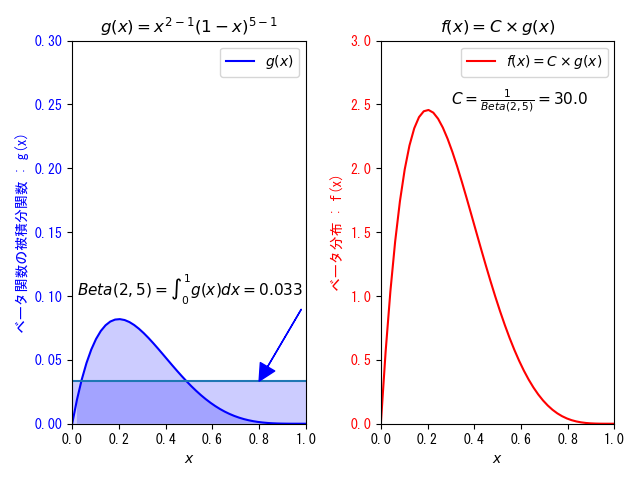 g(x) = x^{2−1}(1 − x)^{5−1}
g(x)
ベータ関数の被積分関数 : g(x)
0.30
0.25
0.20
0.15
0.10
0.05
0.00
Beta(2, 5) = ∫_0^1 g(x)dx = 0.033
0.0 0.2 0.4 0.6 0.8 1.0
x
f(x) = C × g(x)
f(x) = C × g(x)
C = \frac{1}{Beta(2, 5)} = 30.0
ベータ分布 : f(x)
3.0
2.5
2.0
1.5
1.0
0.5
0.0
0.0 0.2 0.4 0.6 0.8 1.0
x